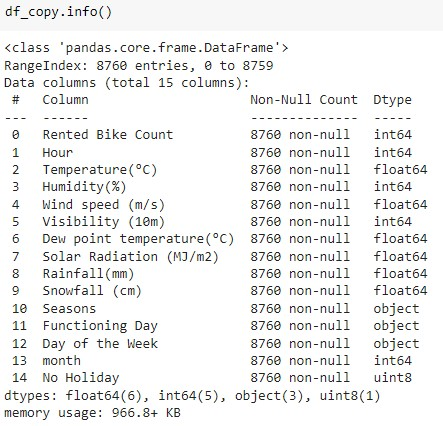 df_copy.info()
<class 'pandas.core.frame.DataFrame'>
RangeIndex: 8760 entries, 0 to 8759
Data columns (total 15 columns):
 #   Column                     Non-Null Count  Dtype
---  ------                     --------------  -----
 0   Rented Bike Count          8760 non-null   int64
 1   Hour                       8760 non-null   int64
 2   Temperature(°C)            8760 non-null   float64
 3   Humidity(%)                8760 non-null   int64
 4   Wind speed (m/s)           8760 non-null   float64
 5   Visibility (10m)           8760 non-null   int64
 6   Dew point temperature(°C)  8760 non-null   float64
 7   Solar Radiation (MJ/m2)    8760 non-null   float64
 8   Rainfall(mm)               8760 non-null   float64
 9   Snowfall (cm)              8760 non-null   float64
 10  Seasons                    8760 non-null   object
 11  Functioning Day            8760 non-null   object
 12  Day of the Week            8760 non-null   object
 13  month                      8760 non-null   int64
 14  No Holiday                 8760 non-null   uint8
dtypes: float64(6), int64(5), object(3), uint8(1)
memory usage: 966.8+ KB